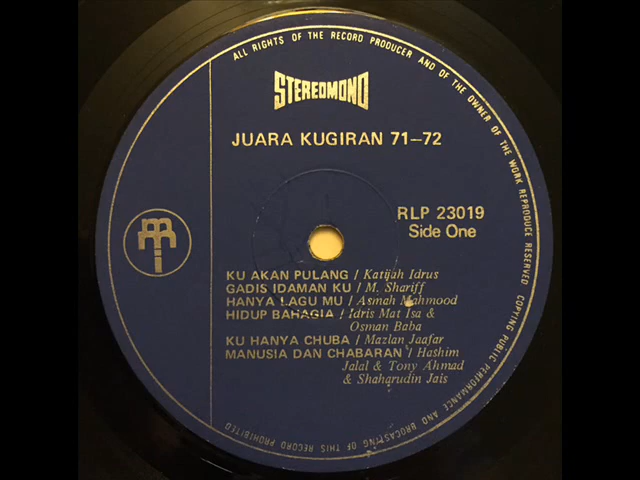 ALL RIGHTS OF THE RECORD PRODUCER AND OF THE OWNER OF THE WORK REPRODUCE RESERVED
COPYING PUBLIC PERFORMANCE AND BROCASTING OF THIS RECORD PROHIBITED
STEREOMONO
JUARA KUGIRAN 71-72
RLP 23019
Side One
KU AKAN PULANG / Katijah Idrus
GADIS IDAMAN KU / M. Shariff
HANYA LAGU MU / Asmah Mahmood
HIDUP BAHAGIA / Idris Mat Isa &
Osman Baba
KU HANYA CHUBA / Mazlan Jaafar
MANUSIA DAN CHABARAN / Hashim
Jalal & Tony Ahmad
& Shahqrudin Jais